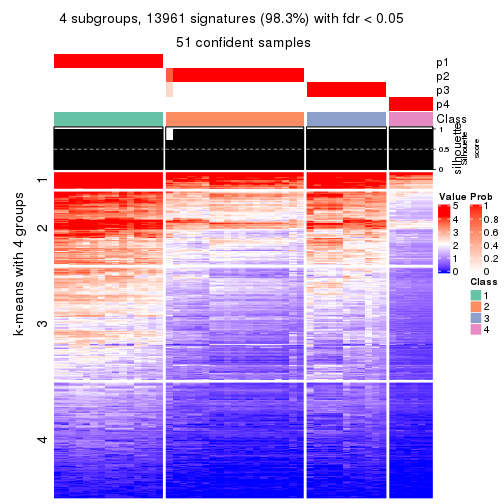 4 subgroups, 13961 signatures (98.3%) with fdr < 0.05
51 confident samples
p1
p2
p3
p4
Class
silhouette
Silhouette
score
1
0.5
0
k-means with 4 groups
1
2
3
4
Value
5
4
3
2
1
0
Prob
1
0.8
0.6
0.4
0.2
0
Class
1
2
3
4